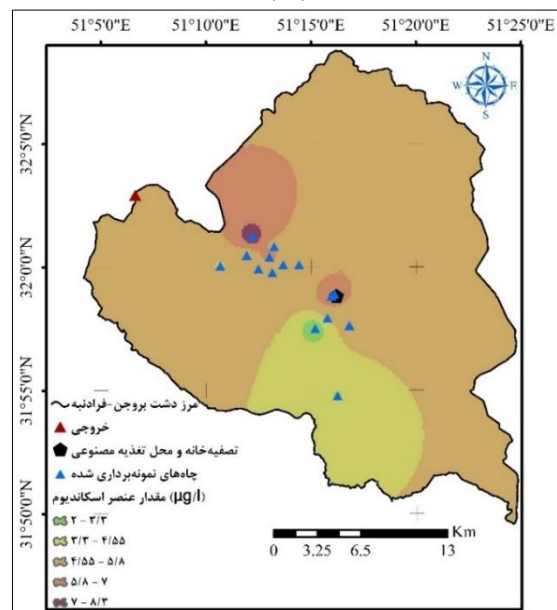 51°5'0"E 51°10'0"E 51°15'0"E 51°20'0"E 51°25'0"E
N
W E
S
32°5'0"N
32°0'0"N
31°55'0"N
31°50'0"N
مرز دشت بروجن-فرادنبه
خروجی
تصفیه‌خانه و محل تغذیه مصنوعی
چاه‌های نمونه‌برداری شده
مقدار عنصر اسکاندیوم (µg/l)
۲ - ۳/۳
۳/۳ - ۴/۵۵
۴/۵۵ - ۵/۸
۵/۸ - ۷
۷ - ۸/۳
Km
0 3.25 6.5 13